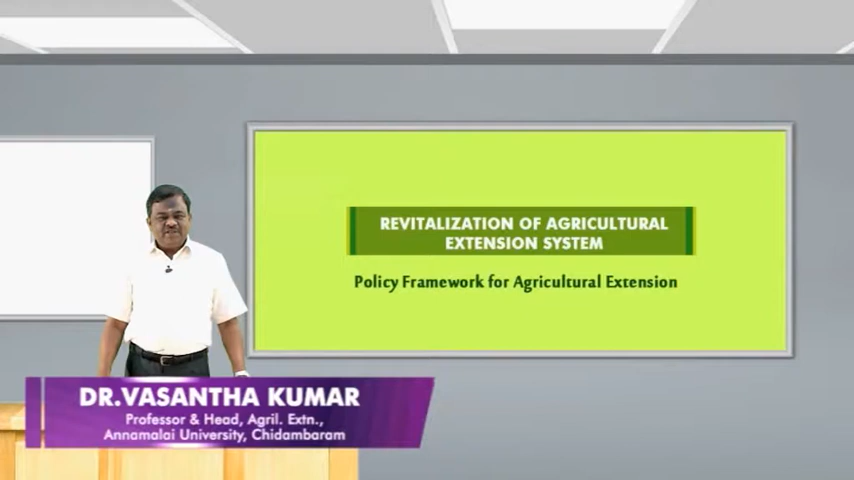 REVITALIZATION OF AGRICULTURAL
EXTENSION SYSTEM
Policy Framework for Agricultural Extension
DR.VASANTHA KUMAR
Professor & Head, Agril. Extn.,
Annamalai University, Chidambaram